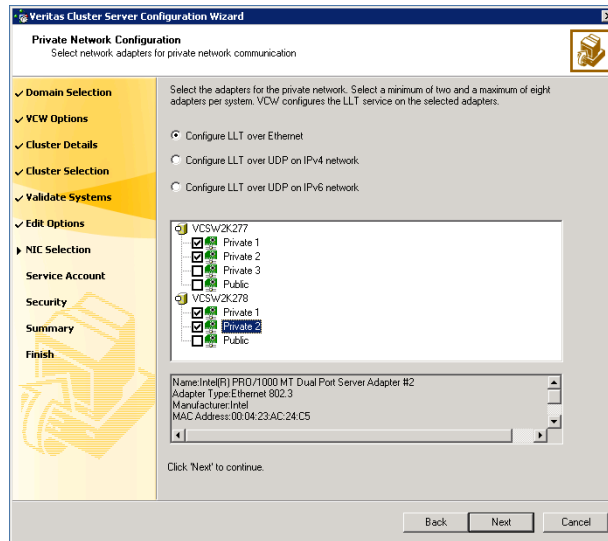 Veritas Cluster Server Configuration Wizard
Private Network Configuration
Select network adapters for private network communication
Domain Selection
VCW Options
Cluster Details
Cluster Selection
Validate Systems
Edit Options
NIC Selection
Service Account
Security
Summary
Finish
Select the adapters for the private network. Select a minimum of two and a maximum of eight
adapters per system. VCW configures the LLT service on the selected adapters.
Configure LLT over Ethernet
Configure LLT over UDP on IPv4 network
Configure LLT over UDP on IPv6 network
VCSW2K277
Private 1
Private 2
Private 3
Public
VCSW2K278
Private 1
Private 2
Public
Name:Intel(R) PRO/1000 MT Dual Port Server Adapter #2
Adapter Type:Ethernet 802.3
Manufacturer:Intel
MAC Address:00:04:23:AC:24:C5
Click 'Next' to continue.
Back
Next
Cancel